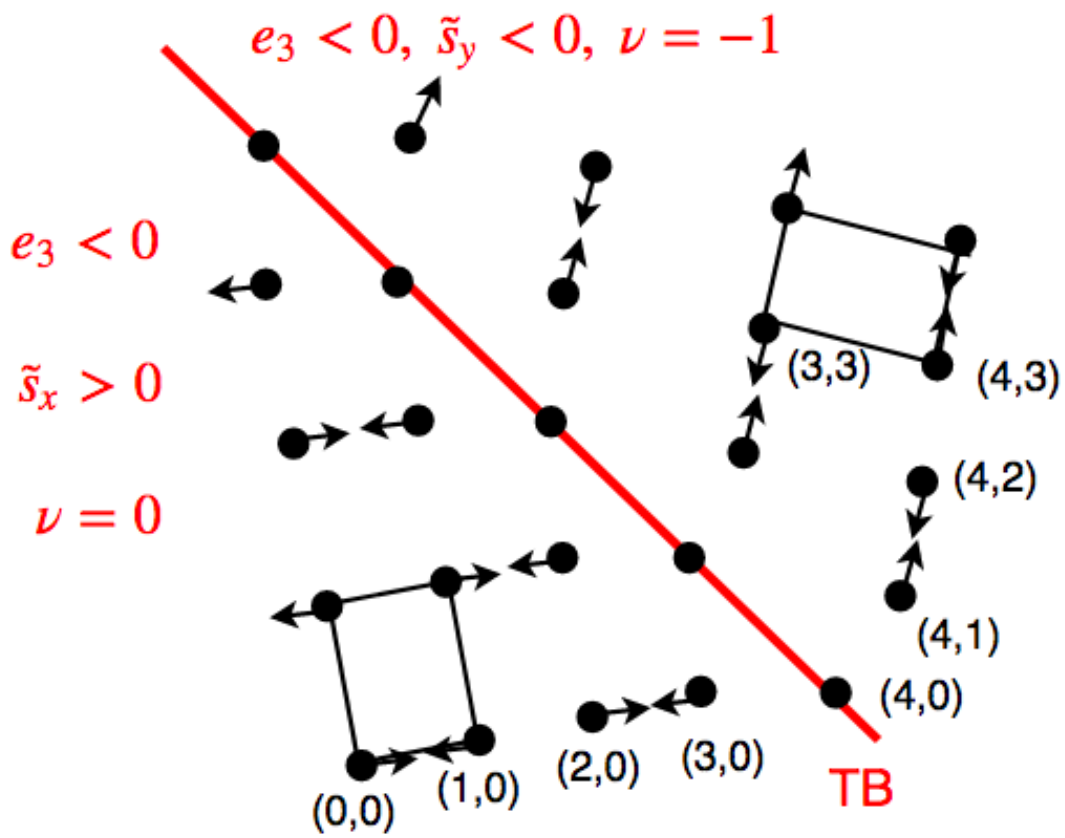 e₃ < 0, s̃_y < 0, ν = −1
e₃ < 0
s̃ₓ > 0
(3,3)
(4,3)
(4,2)
ν = 0
(4,1)
(4,0)
(3,0)
(2,0)
(1,0)
(0,0)
TB